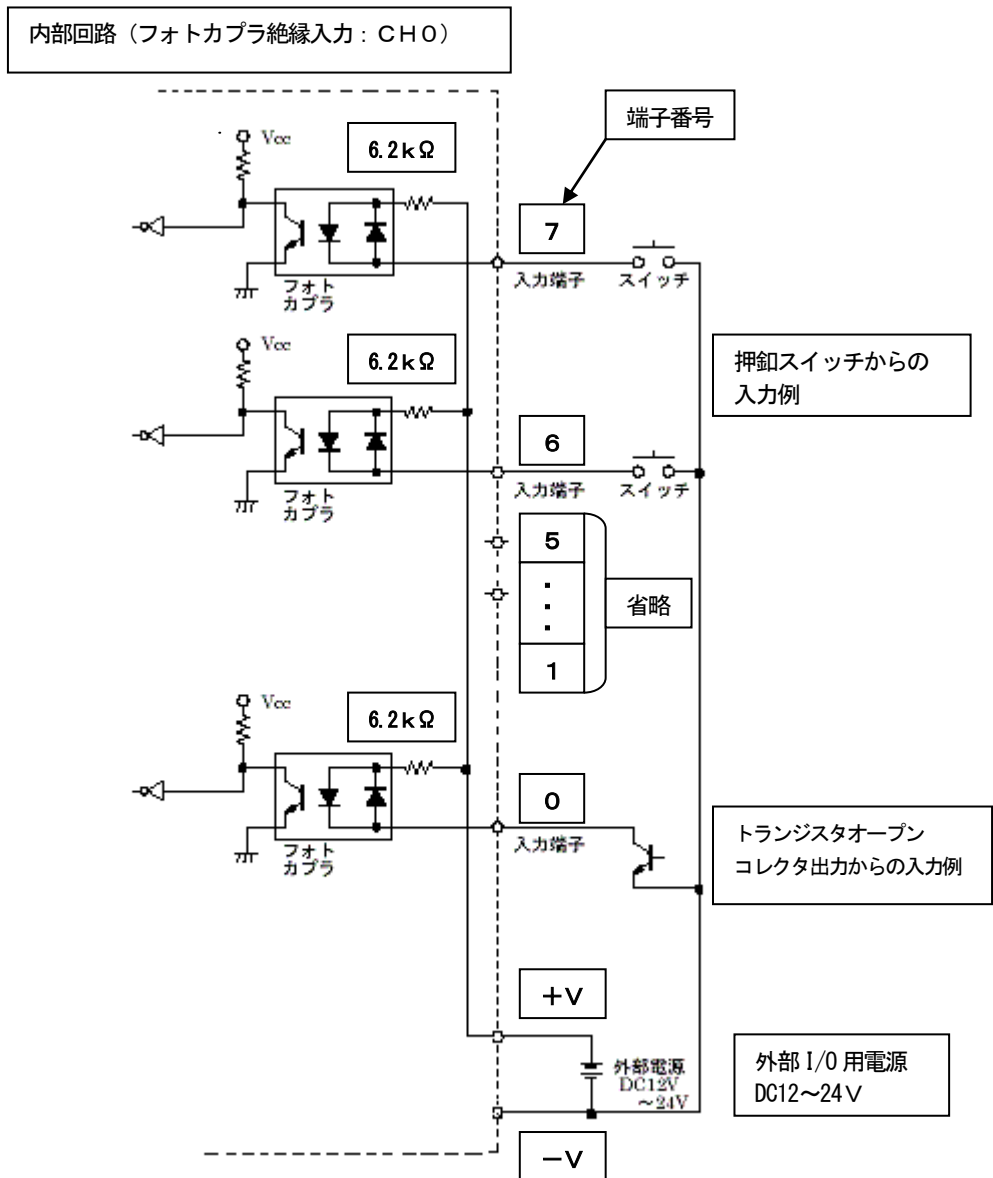 内部回路（フォトカプラ絶縁入力：ＣＨ０）
端子番号
Vcc
6.2kΩ
7
フォト
カプラ
入力端子
スイッチ
Vcc
6.2kΩ
押釦スイッチからの
入力例
6
フォト
カプラ
入力端子
スイッチ
5
・
・
・
1
省略
Vcc
6.2kΩ
0
フォト
カプラ
入力端子
トランジスタオープン
コレクタ出力からの入力例
＋V
外部電源
DC12V
～24V
外部 I/O 用電源
DC12～24V
－V